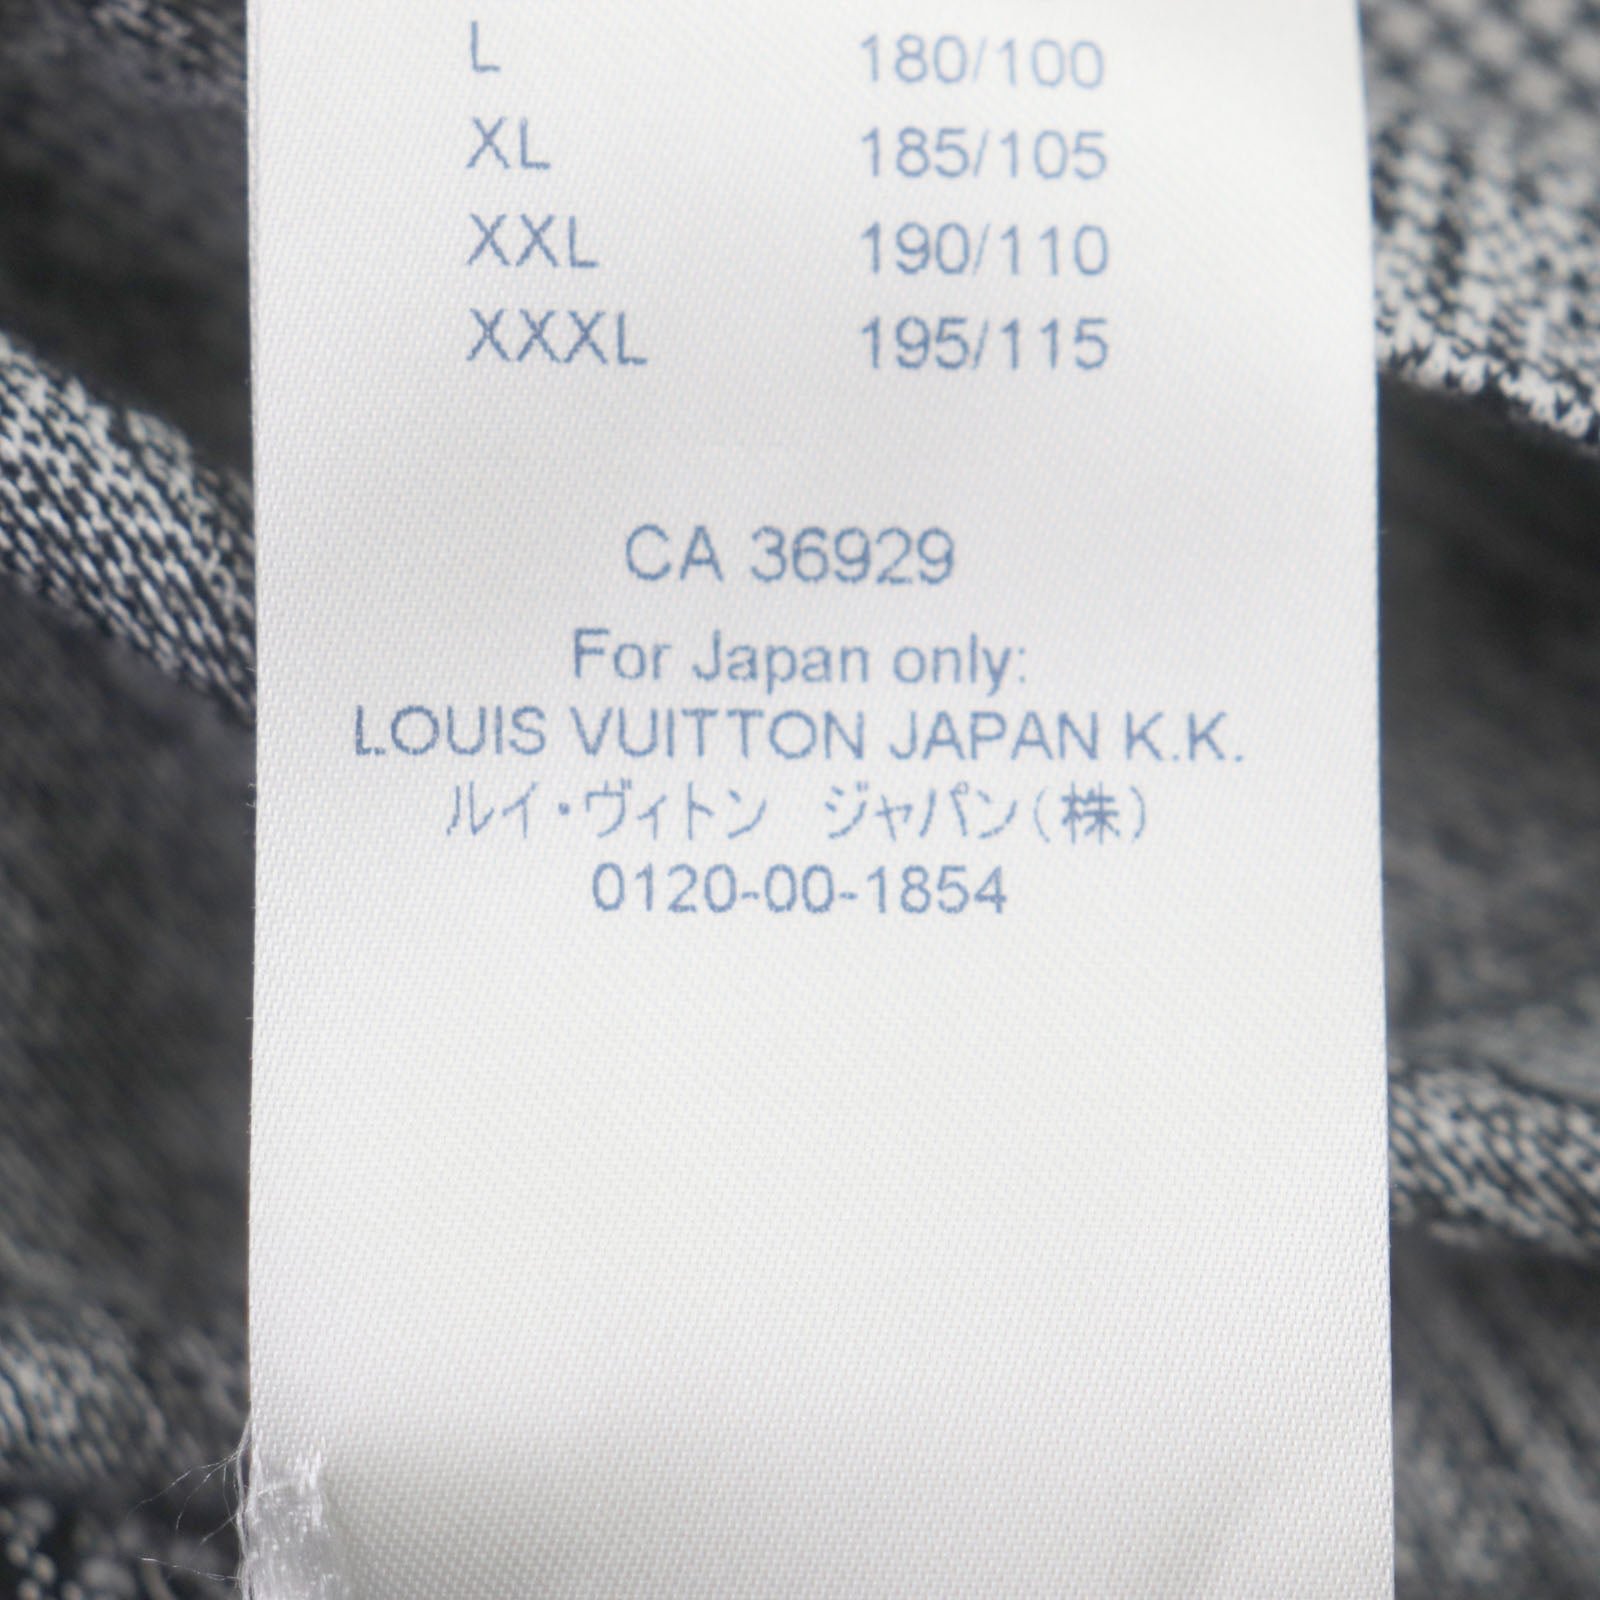 L 180/100
XL 185/105
XXL 190/110
XXXL 195/115
CA 36929
For Japan only:
LOUIS VUITTON JAPAN K.K.
ルイ・ヴィトン　ジャパン(株)
0120-00-1854